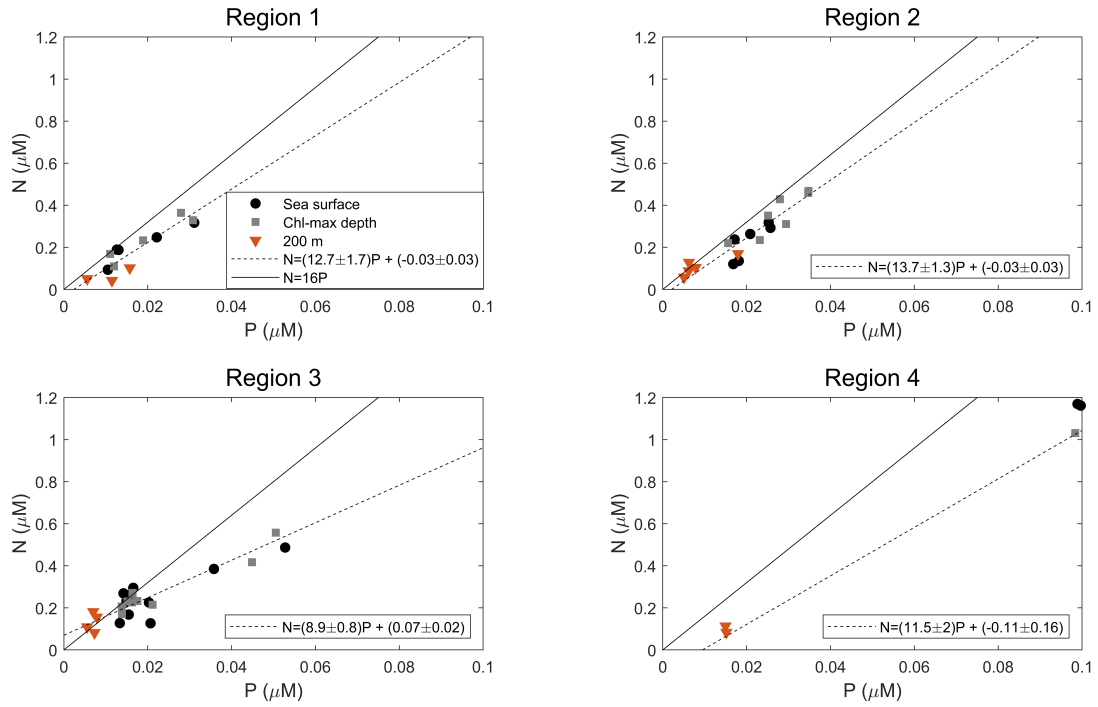 Region 1
N (μM)
1.2
1
0.8
0.6
0.4
0.2
0
Sea surface
Chl-max depth
200 m
N=(12.7±1.7)P + (-0.03±0.03)
N=16P
0 0.02 0.04 0.06 0.08 0.1
P (μM)
Region 2
N (μM)
1.2
1
0.8
0.6
0.4
0.2
0
N=(13.7±1.3)P + (-0.03±0.03)
0 0.02 0.04 0.06 0.08 0.1
P (μM)
Region 3
N (μM)
1.2
1
0.8
0.6
0.4
0.2
0
N=(8.9±0.8)P + (0.07±0.02)
0 0.02 0.04 0.06 0.08 0.1
P (μM)
Region 4
N (μM)
1.2
1
0.8
0.6
0.4
0.2
0
N=(11.5±2)P + (-0.11±0.16)
0 0.02 0.04 0.06 0.08 0.1
P (μM)